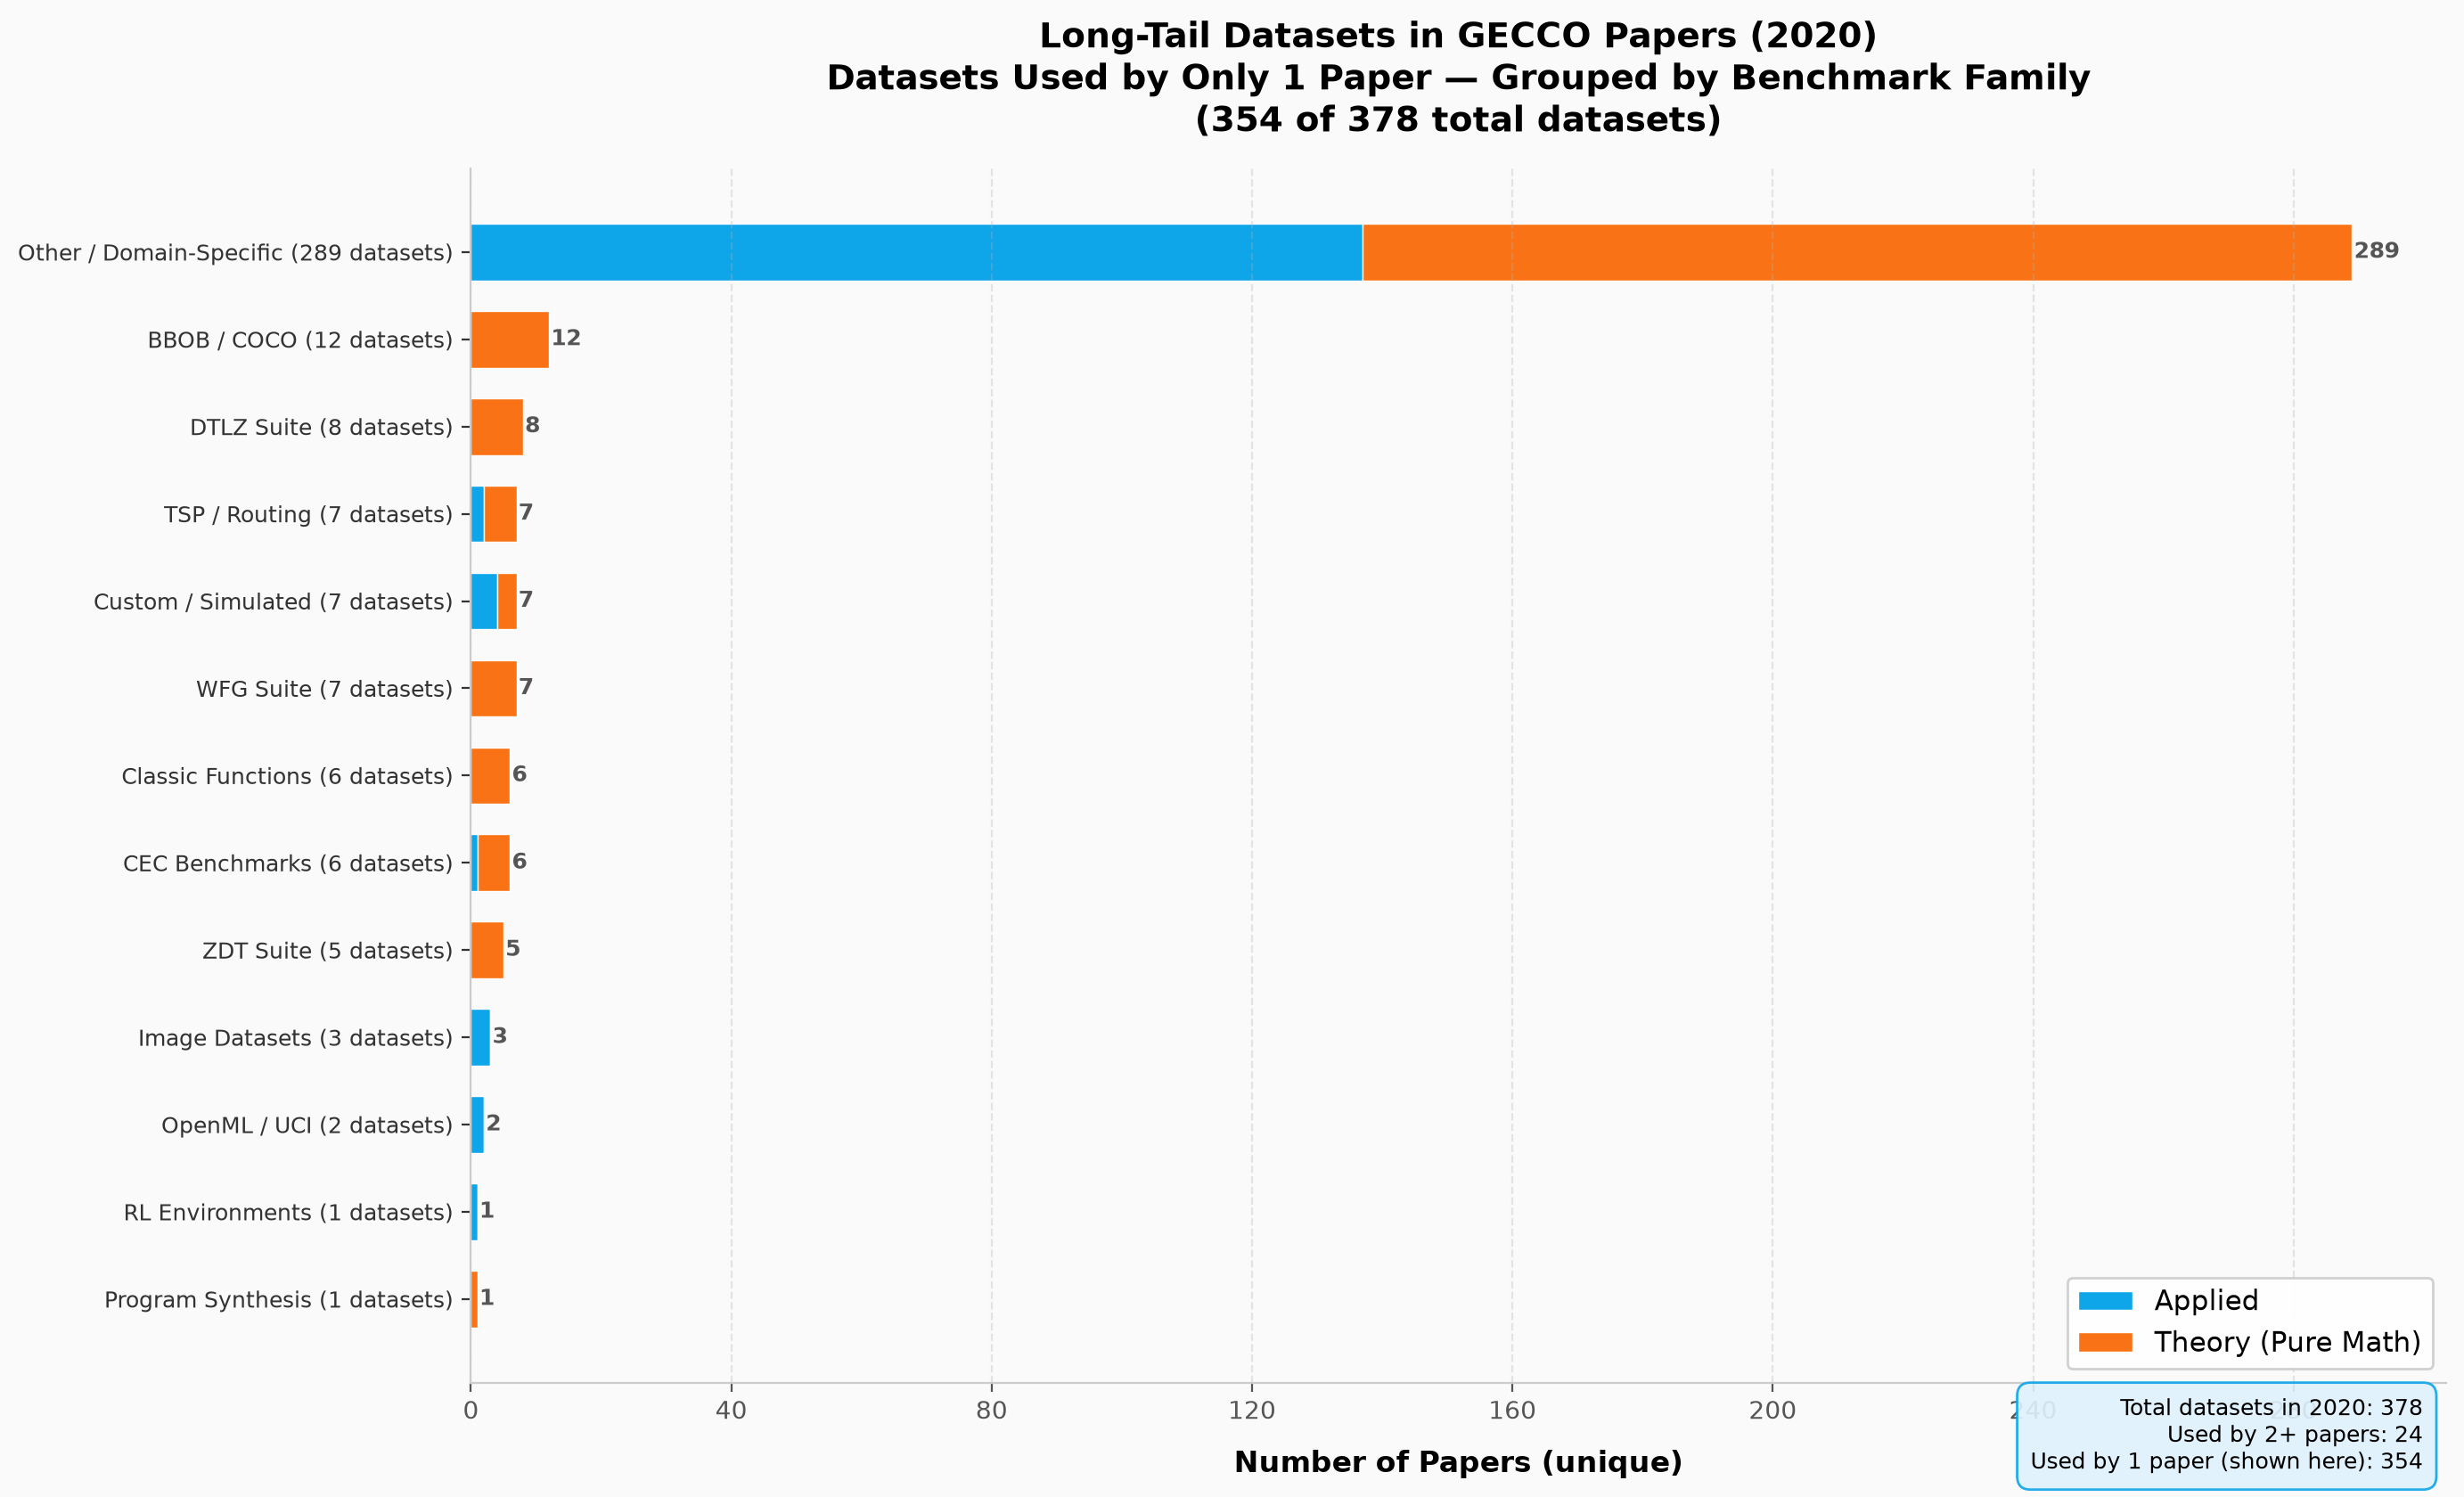 Long-Tail Datasets in GECCO Papers (2020)
Datasets Used by Only 1 Paper — Grouped by Benchmark Family
(354 of 378 total datasets)
Other / Domain-Specific (289 datasets)
289
BBOB / COCO (12 datasets)
12
DTLZ Suite (8 datasets)
8
TSP / Routing (7 datasets)
7
Custom / Simulated (7 datasets)
7
WFG Suite (7 datasets)
7
Classic Functions (6 datasets)
6
CEC Benchmarks (6 datasets)
6
ZDT Suite (5 datasets)
5
Image Datasets (3 datasets)
3
OpenML / UCI (2 datasets)
2
RL Environments (1 datasets)
1
Program Synthesis (1 datasets)
1
Applied
Theory (Pure Math)
0 40 80 120 160 200 240
Number of Papers (unique)
Total datasets in 2020: 378
Used by 2+ papers: 24
Used by 1 paper (shown here): 354